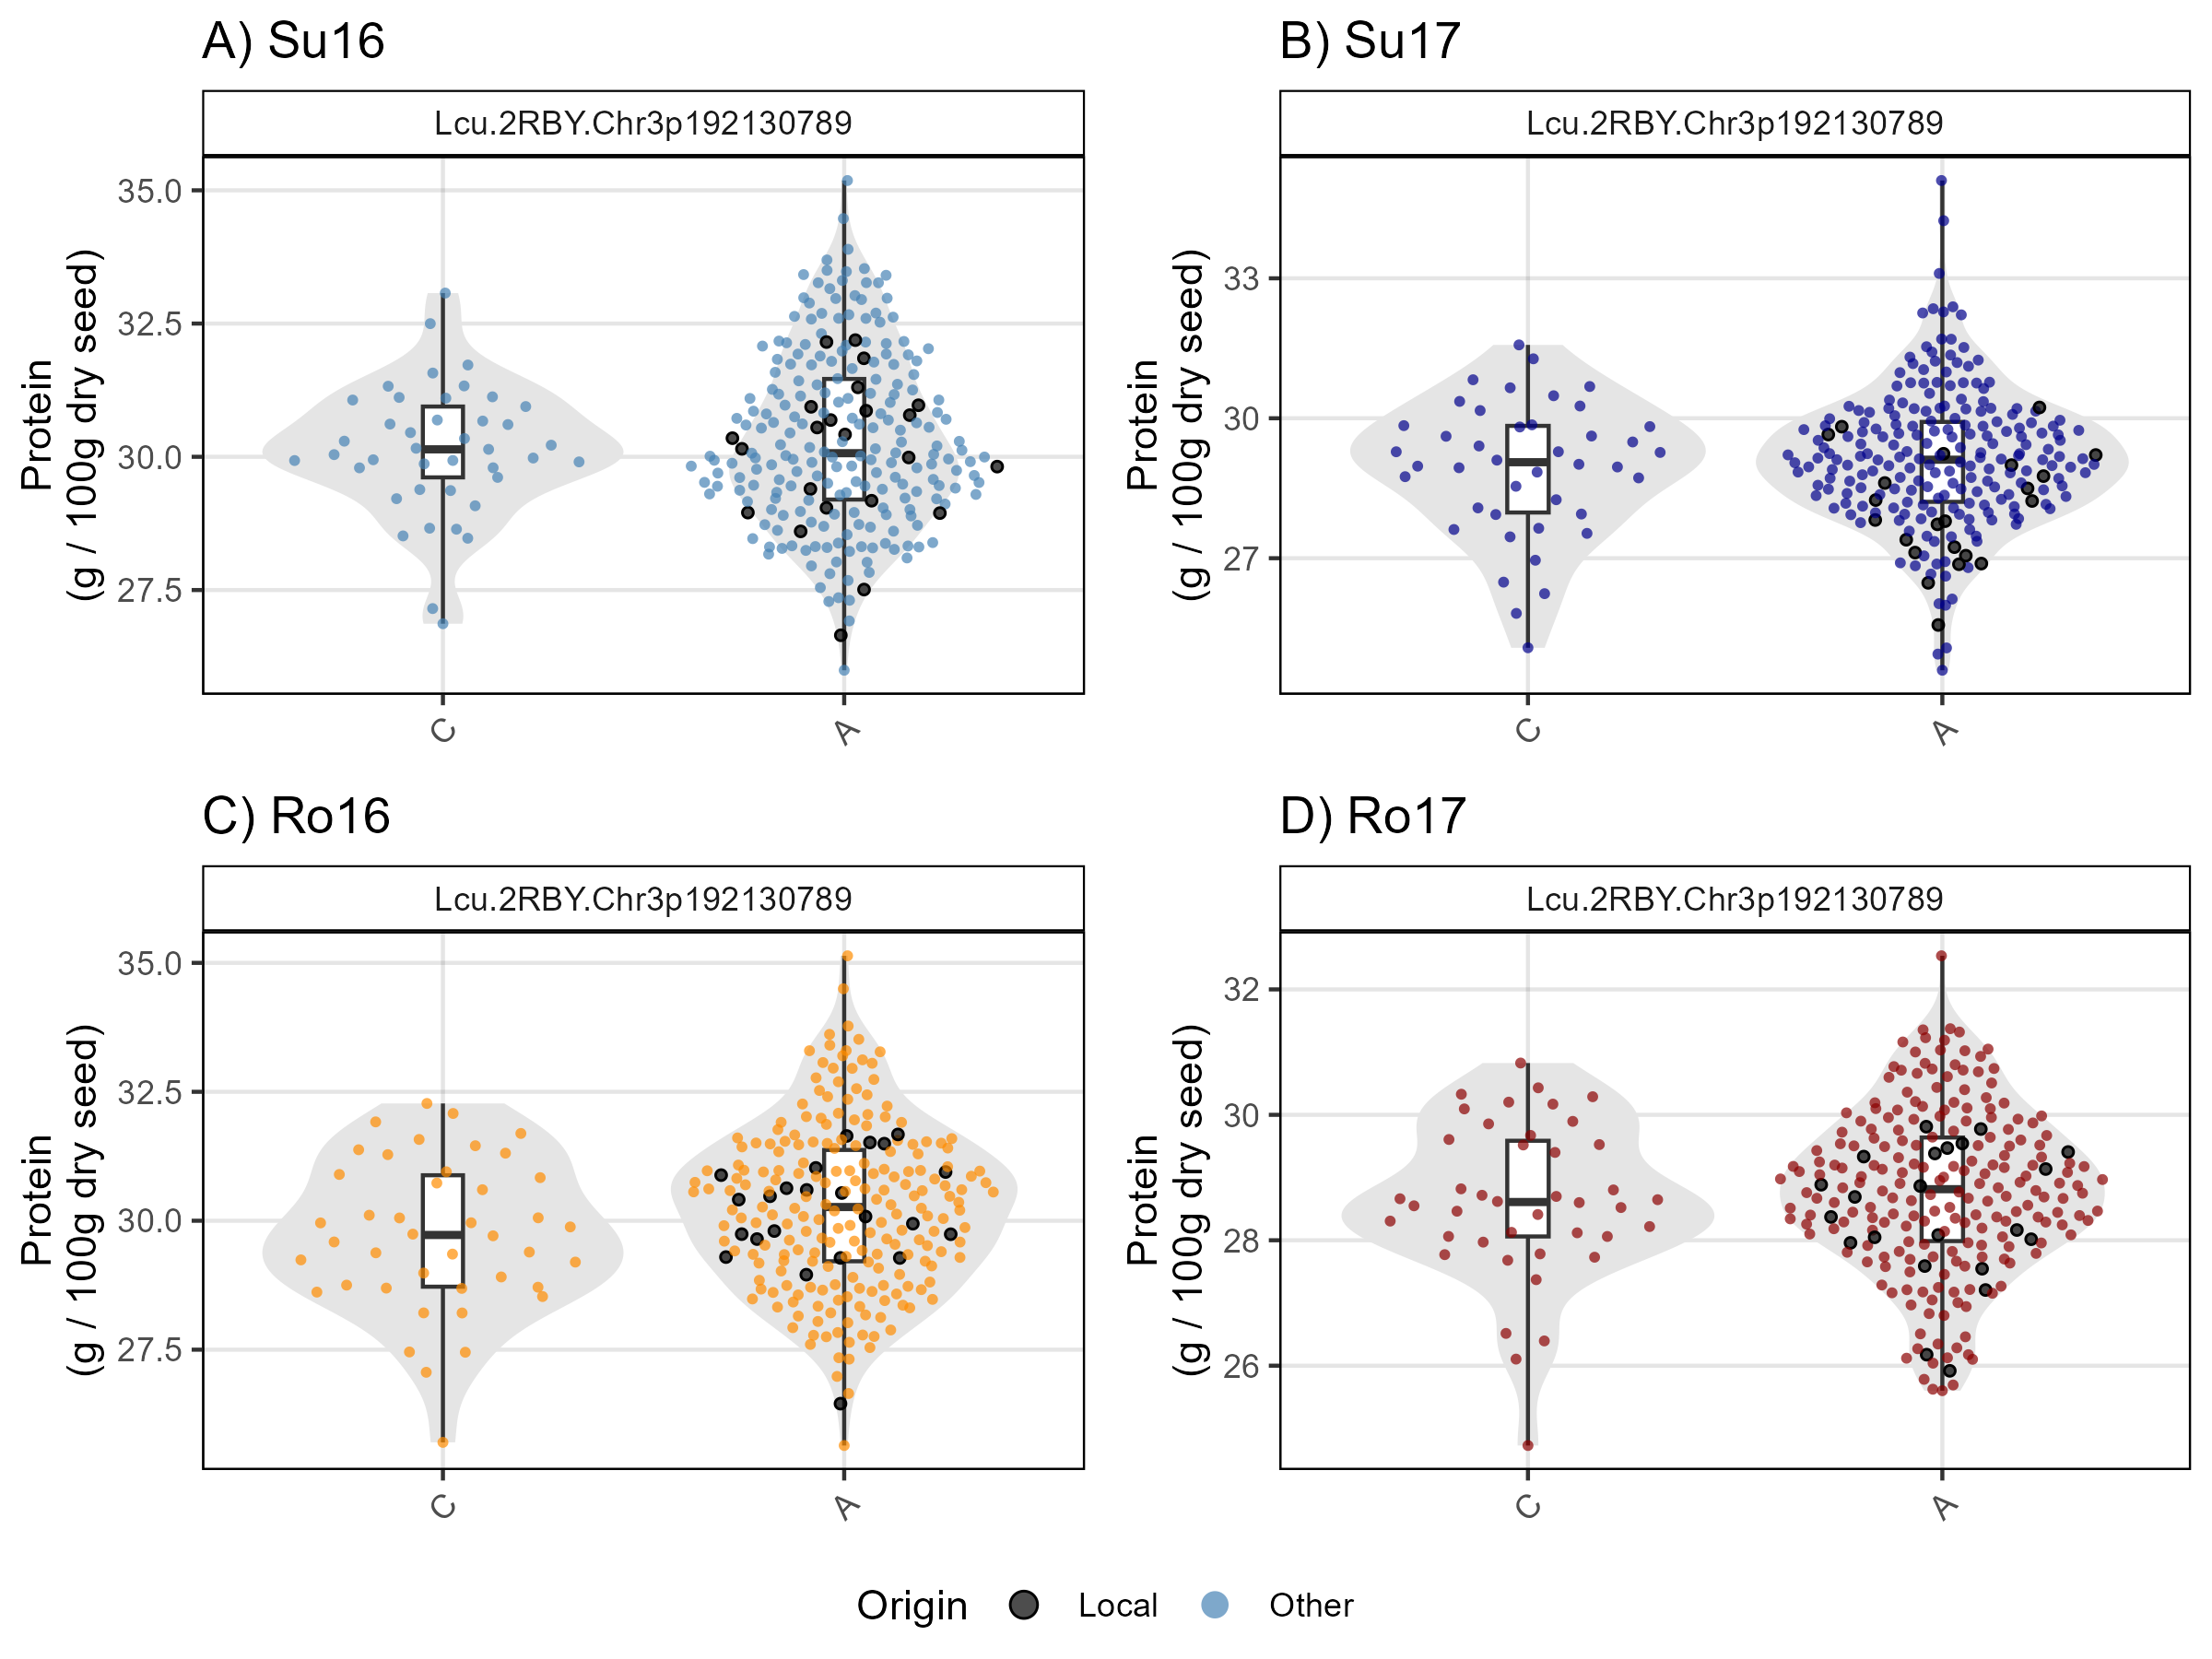 A) Su16
Lcu.2RBY.Chr3p192130789
Protein
(g / 100g dry seed)
35.0
32.5
30.0
27.5
C
A
B) Su17
Lcu.2RBY.Chr3p192130789
Protein
(g / 100g dry seed)
33
30
27
C
A
C) Ro16
Lcu.2RBY.Chr3p192130789
Protein
(g / 100g dry seed)
35.0
32.5
30.0
27.5
C
A
D) Ro17
Lcu.2RBY.Chr3p192130789
Protein
(g / 100g dry seed)
32
30
28
26
C
A
Origin Local Other